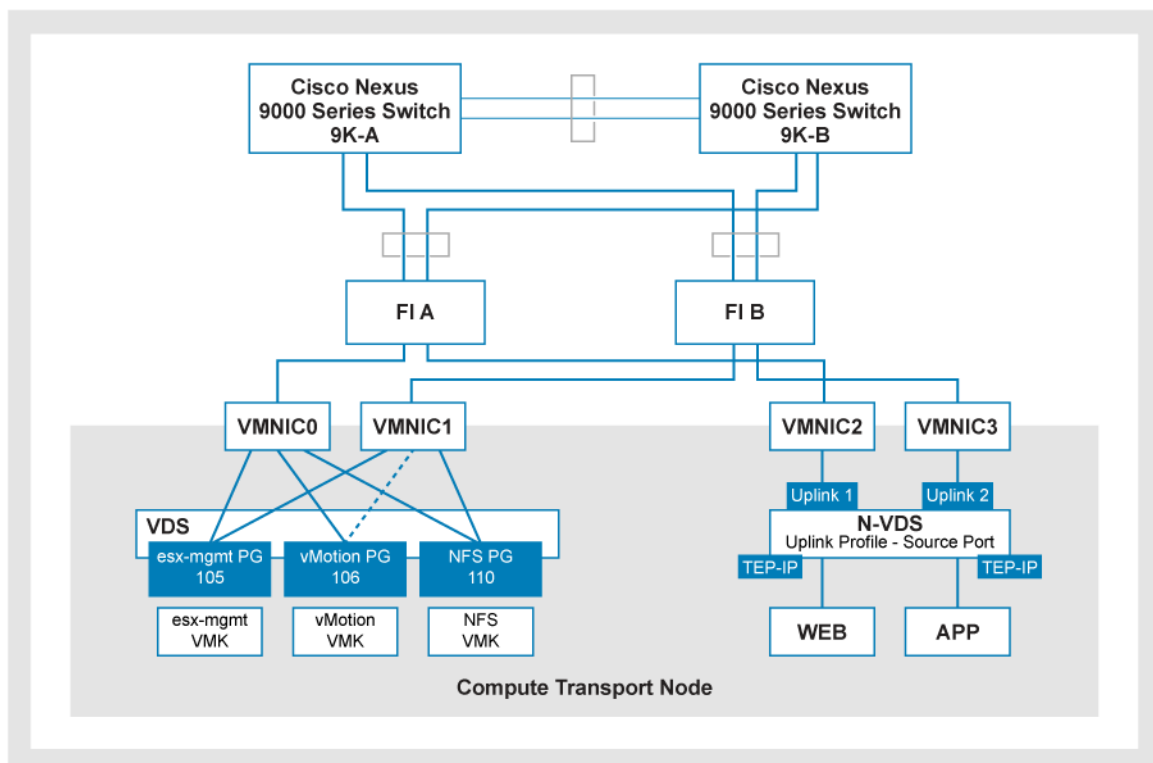 Cisco Nexus
9000 Series Switch
9K-A
Cisco Nexus
9000 Series Switch
9K-B
FI A
FI B
VMNIC0
VMNIC1
VMNIC2
VMNIC3
Uplink 1
Uplink 2
VDS
esx-mgmt PG
105
vMotion PG
106
NFS PG
110
N-VDS
Uplink Profile - Source Port
TEP-IP
TEP-IP
esx-mgmt
VMK
vMotion
VMK
NFS
VMK
WEB
APP
Compute Transport Node